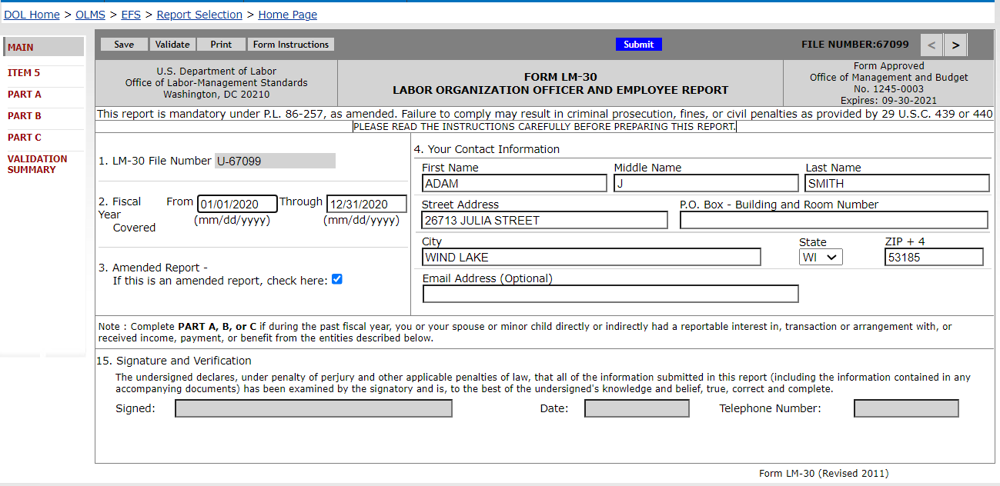 DOL Home > OLMS > EFS > Report Selection > Home Page
MAIN
ITEM 5
PART A
PART B
PART C
VALIDATION
SUMMARY
Save Validate Print Form Instructions Submit FILE NUMBER:67099 < >
U.S. Department of Labor
Office of Labor-Management Standards
Washington, DC 20210
FORM LM-30
LABOR ORGANIZATION OFFICER AND EMPLOYEE REPORT
Form Approved
Office of Management and Budget
No. 1245-0003
Expires: 09-30-2021
This report is mandatory under P.L. 86-257, as amended. Failure to comply may result in criminal prosecution, fines, or civil penalties as provided by 29 U.S.C. 439 or 440
PLEASE READ THE INSTRUCTIONS CAREFULLY BEFORE PREPARING THIS REPORT.
1. LM-30 File Number U-67099
2. Fiscal Year Covered From 01/01/2020 Through 12/31/2020
(mm/dd/yyyy) (mm/dd/yyyy)
3. Amended Report -
If this is an amended report, check here:
4. Your Contact Information
First Name Middle Name Last Name
ADAM J SMITH
Street Address P.O. Box - Building and Room Number
26713 JULIA STREET
City State ZIP + 4
WIND LAKE WI 53185
Email Address (Optional)
Note : Complete PART A, B, or C if during the past fiscal year, you or your spouse or minor child directly or indirectly had a reportable interest in, transaction or arrangement with, or
received income, payment, or benefit from the entities described below.
15. Signature and Verification
The undersigned declares, under penalty of perjury and other applicable penalties of law, that all of the information submitted in this report (including the information contained in any
accompanying documents) has been examined by the signatory and is, to the best of the undersigned's knowledge and belief, true, correct and complete.
Signed: Date: Telephone Number:
Form LM-30 (Revised 2011)